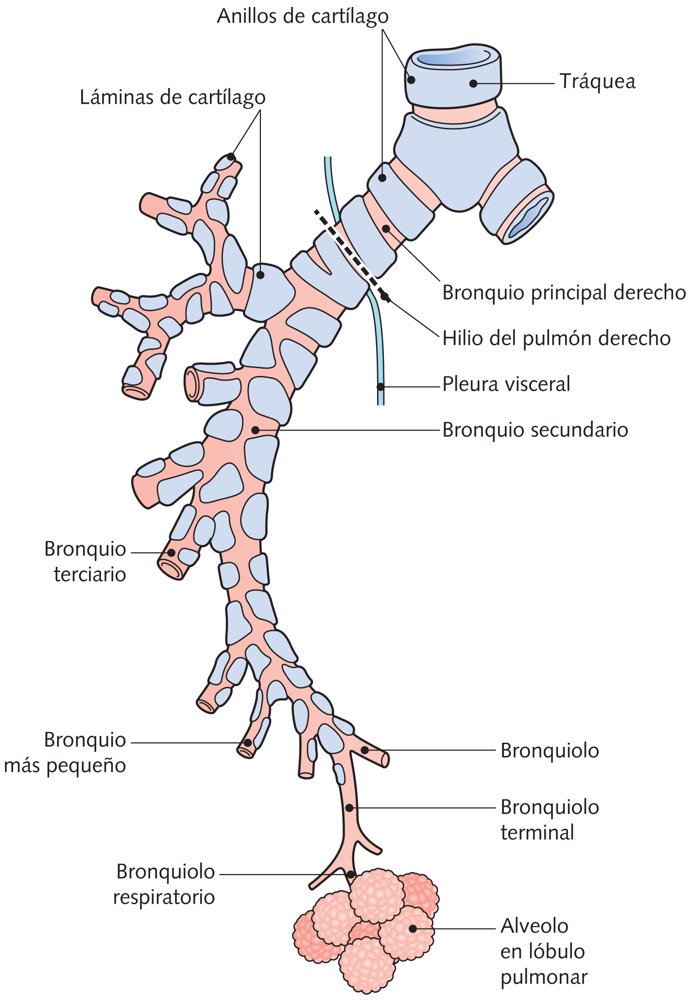 Anillos de cartílago
Tráquea
Láminas de cartílago
Bronquio principal derecho
Hilio del pulmón derecho
Pleura visceral
Bronquio secundario
Bronquio
terciario
Bronquio
más pequeño
Bronquiolo
Bronquiolo
terminal
Bronquiolo
respiratorio
Alveolo
en lóbulo
pulmonar